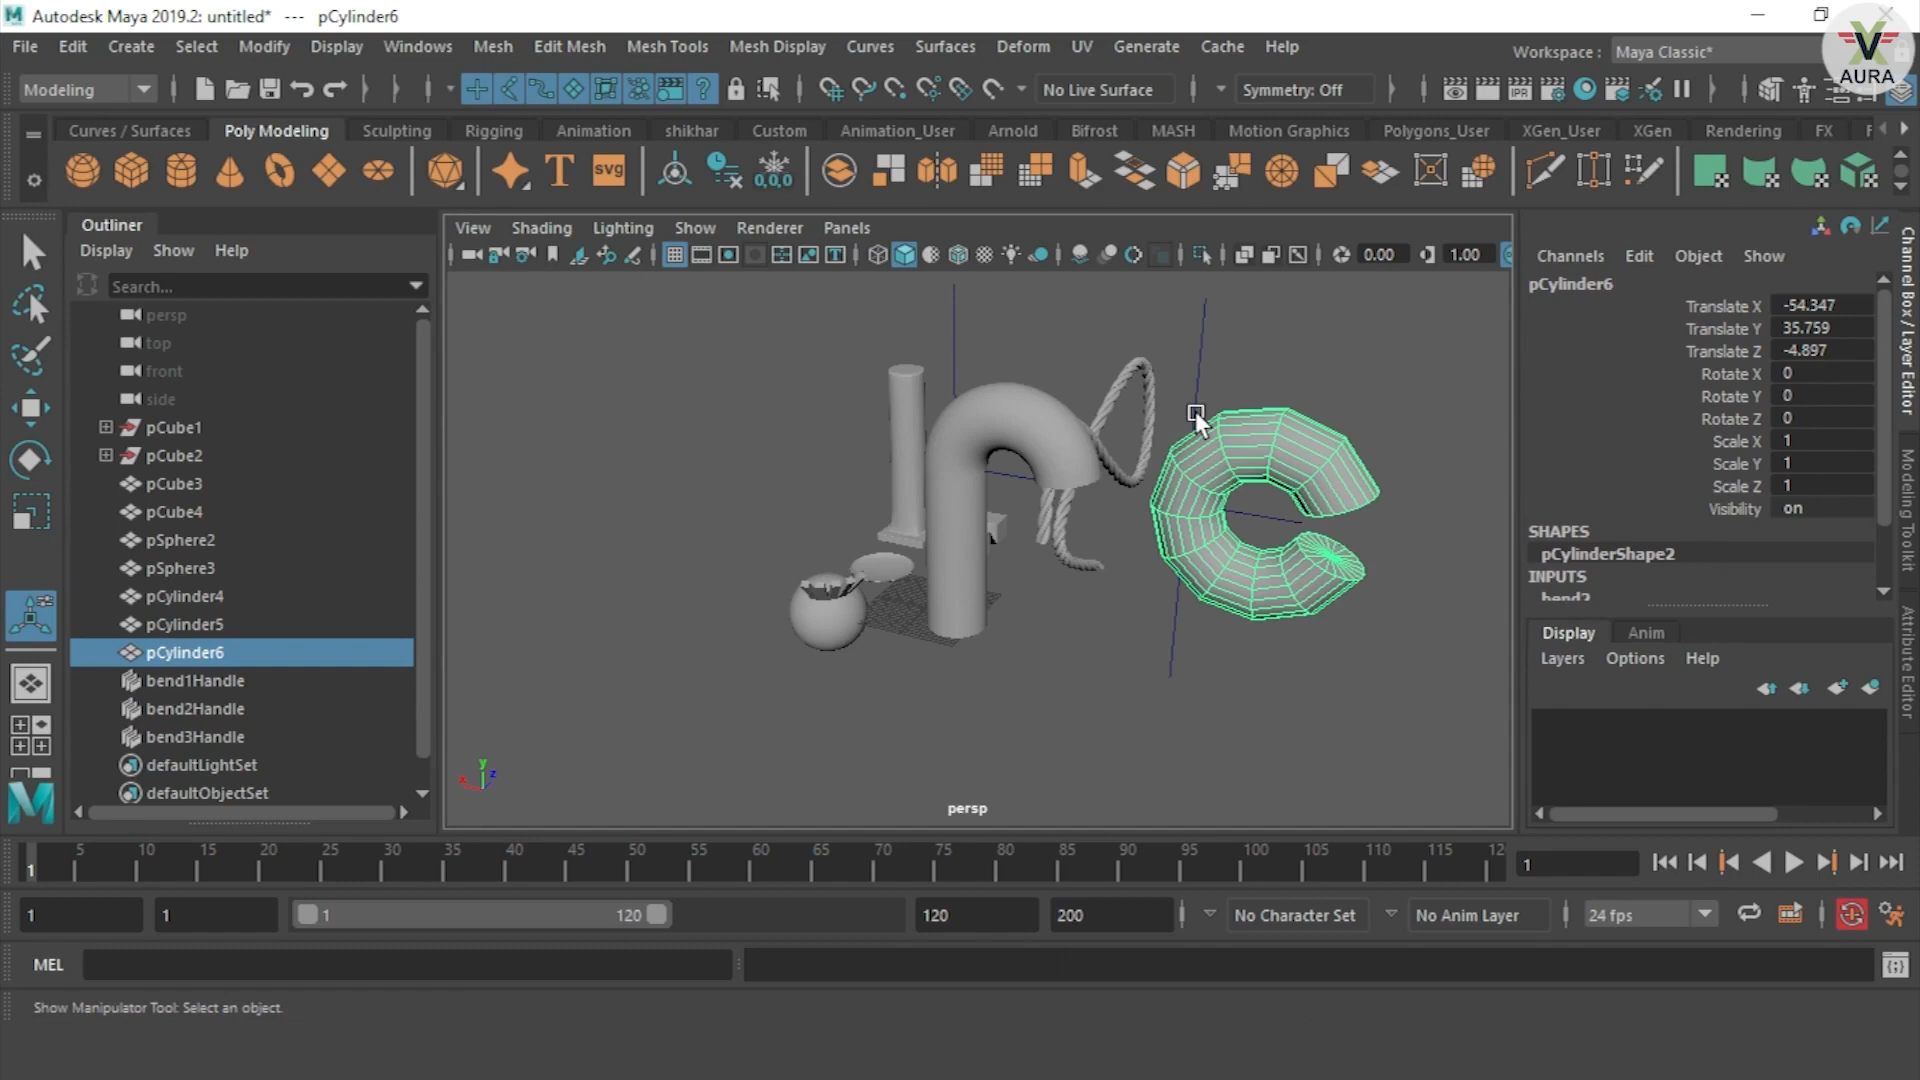 Autodesk Maya 2019.2: untitled* --- pCylinder6
File Edit Create Select Modify Display Windows Mesh Edit Mesh Mesh Tools Mesh Display Curves Surfaces Deform UV Generate Cache Help
Workspace : Maya Classic*
AURA
Modeling
No Live Surface
Symmetry: Off
IPR
Curves / Surfaces Poly Modeling Sculpting Rigging Animation shikhar Custom Animation_User Arnold Bifrost MASH Motion Graphics Polygons_User XGen_User XGen Rendering FX F
T
SVG
0,0,0
Outliner
Display Show Help
Search...
persp
top
front
side
pCube1
pCube2
pCube3
pCube4
pSphere2
pSphere3
pCylinder4
pCylinder5
pCylinder6
bend1Handle
bend2Handle
bend3Handle
defaultLightSet
defaultObjectSet
View Shading Lighting Show Renderer Panels
0.00
1.00
y
x
z
persp
Channels Edit Object Show
pCylinder6
Translate X -54.347
Translate Y 35.759
Translate Z -4.897
Rotate X 0
Rotate Y 0
Rotate Z 0
Scale X 1
Scale Y 1
Scale Z 1
Visibility on
SHAPES
pCylinderShape2
INPUTS
bend2
Display Anim
Layers Options Help
Channel Box / Layer Editor
Modeling Toolkit
Attribute Editor
1 5 10 15 20 25 30 35 40 45 50 55 60 65 70 75 80 85 90 95 100 105 110 115 12
1
1
1
1
120
120
200
No Character Set
No Anim Layer
24 fps
MEL
Show Manipulator Tool: Select an object.